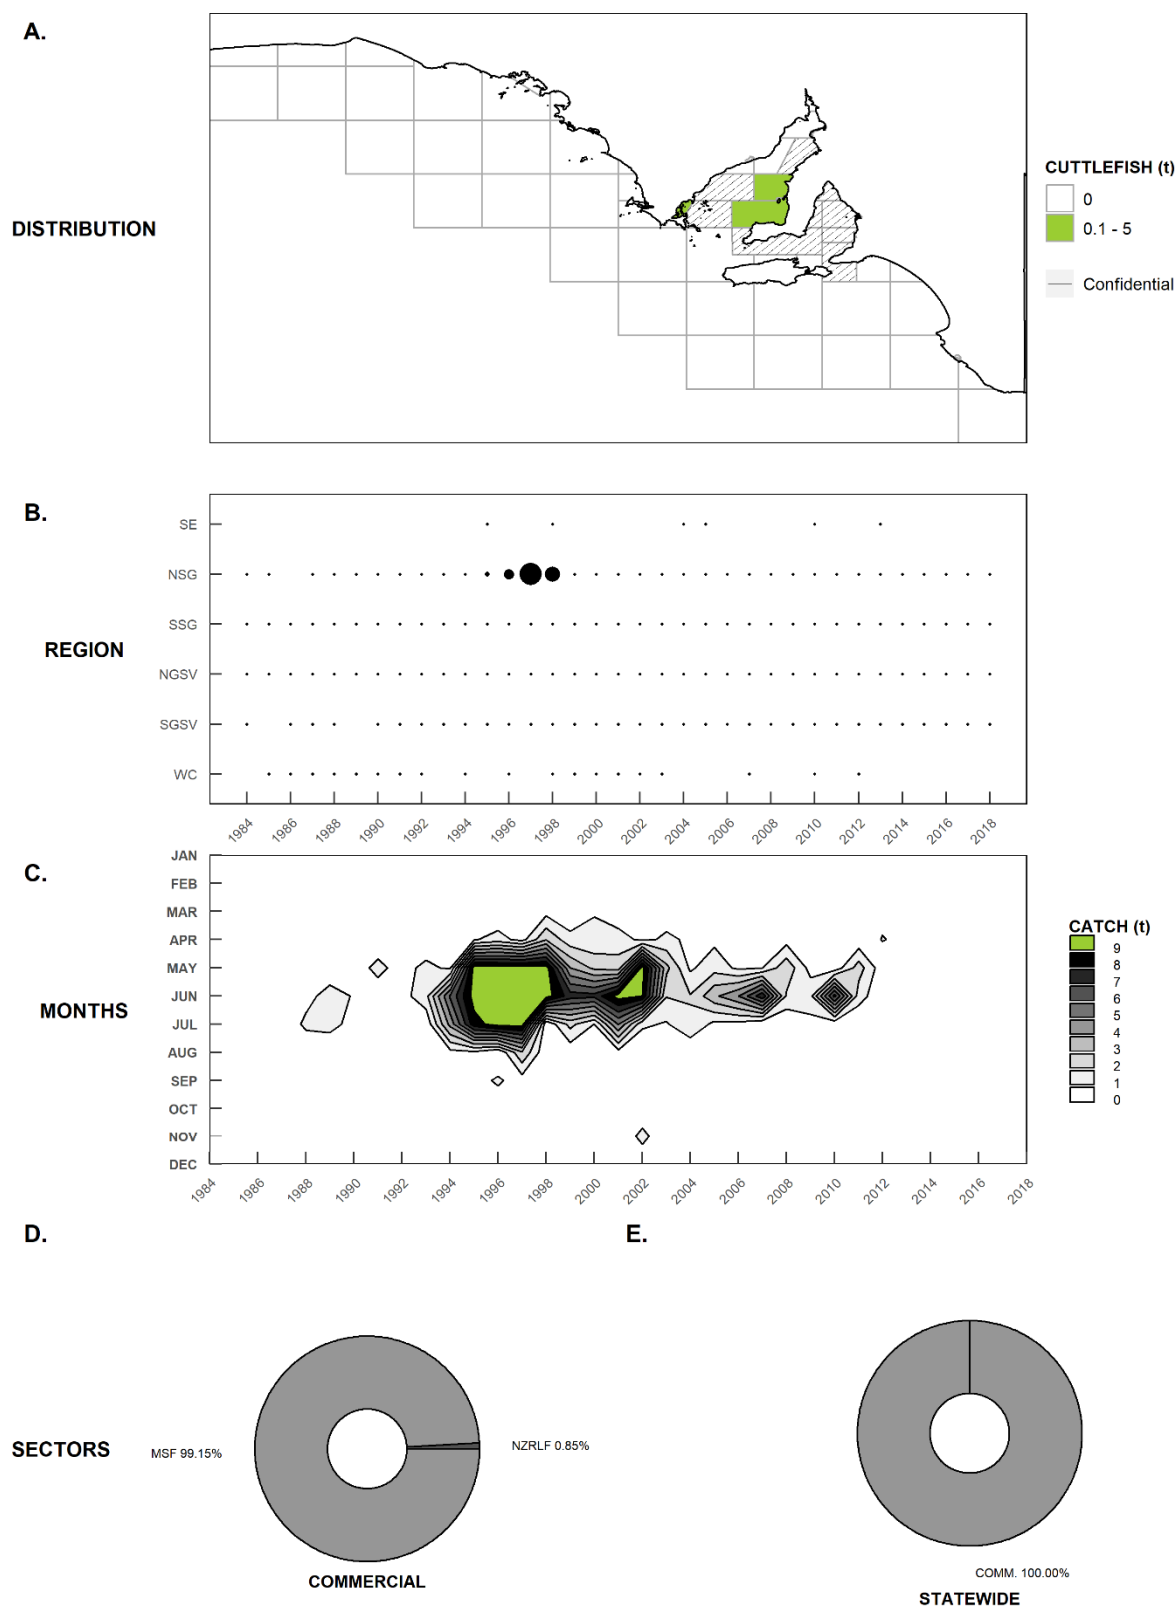 A.
DISTRIBUTION
CUTTLEFISH (t)
0
0.1 - 5
Confidential
B.
REGION
SE
NSG
SSG
NGSV
SGSV
WC
1984 1986 1988 1990 1992 1994 1996 1998 2000 2002 2004 2006 2008 2010 2012 2014 2016 2018
C.
MONTHS
JAN
FEB
MAR
APR
MAY
JUN
JUL
AUG
SEP
OCT
NOV
DEC
1984 1986 1988 1990 1992 1994 1996 1998 2000 2002 2004 2006 2008 2010 2012 2014 2016 2018
CATCH (t)
9
8
7
6
5
4
3
2
1
0
D.
E.
SECTORS
MSF 99.15%
NZRLF 0.85%
COMMERCIAL
COMM. 100.00%
STATEWIDE